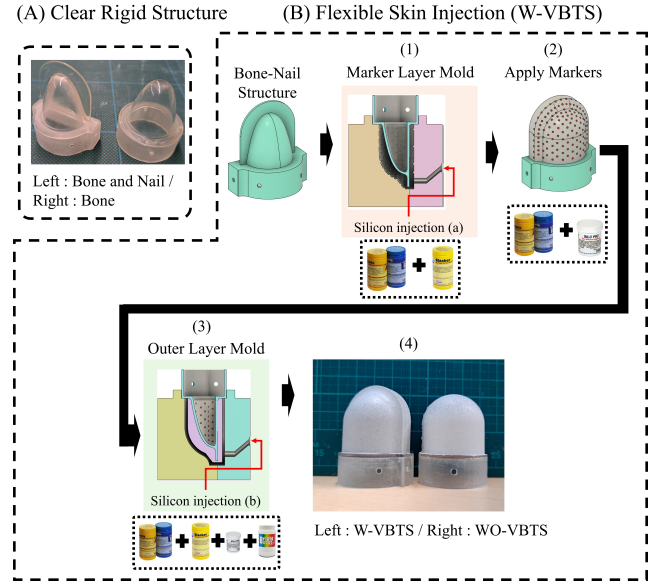 (A) Clear Rigid Structure
(B) Flexible Skin Injection (W-VBTS)
Left : Bone and Nail /
Right : Bone
Bone-Nail
Structure
(1)
Marker Layer Mold
Silicon injection (a)
(2)
Apply Markers
(3)
Outer Layer Mold
Silicon injection (b)
(4)
Left : W-VBTS / Right : WO-VBTS